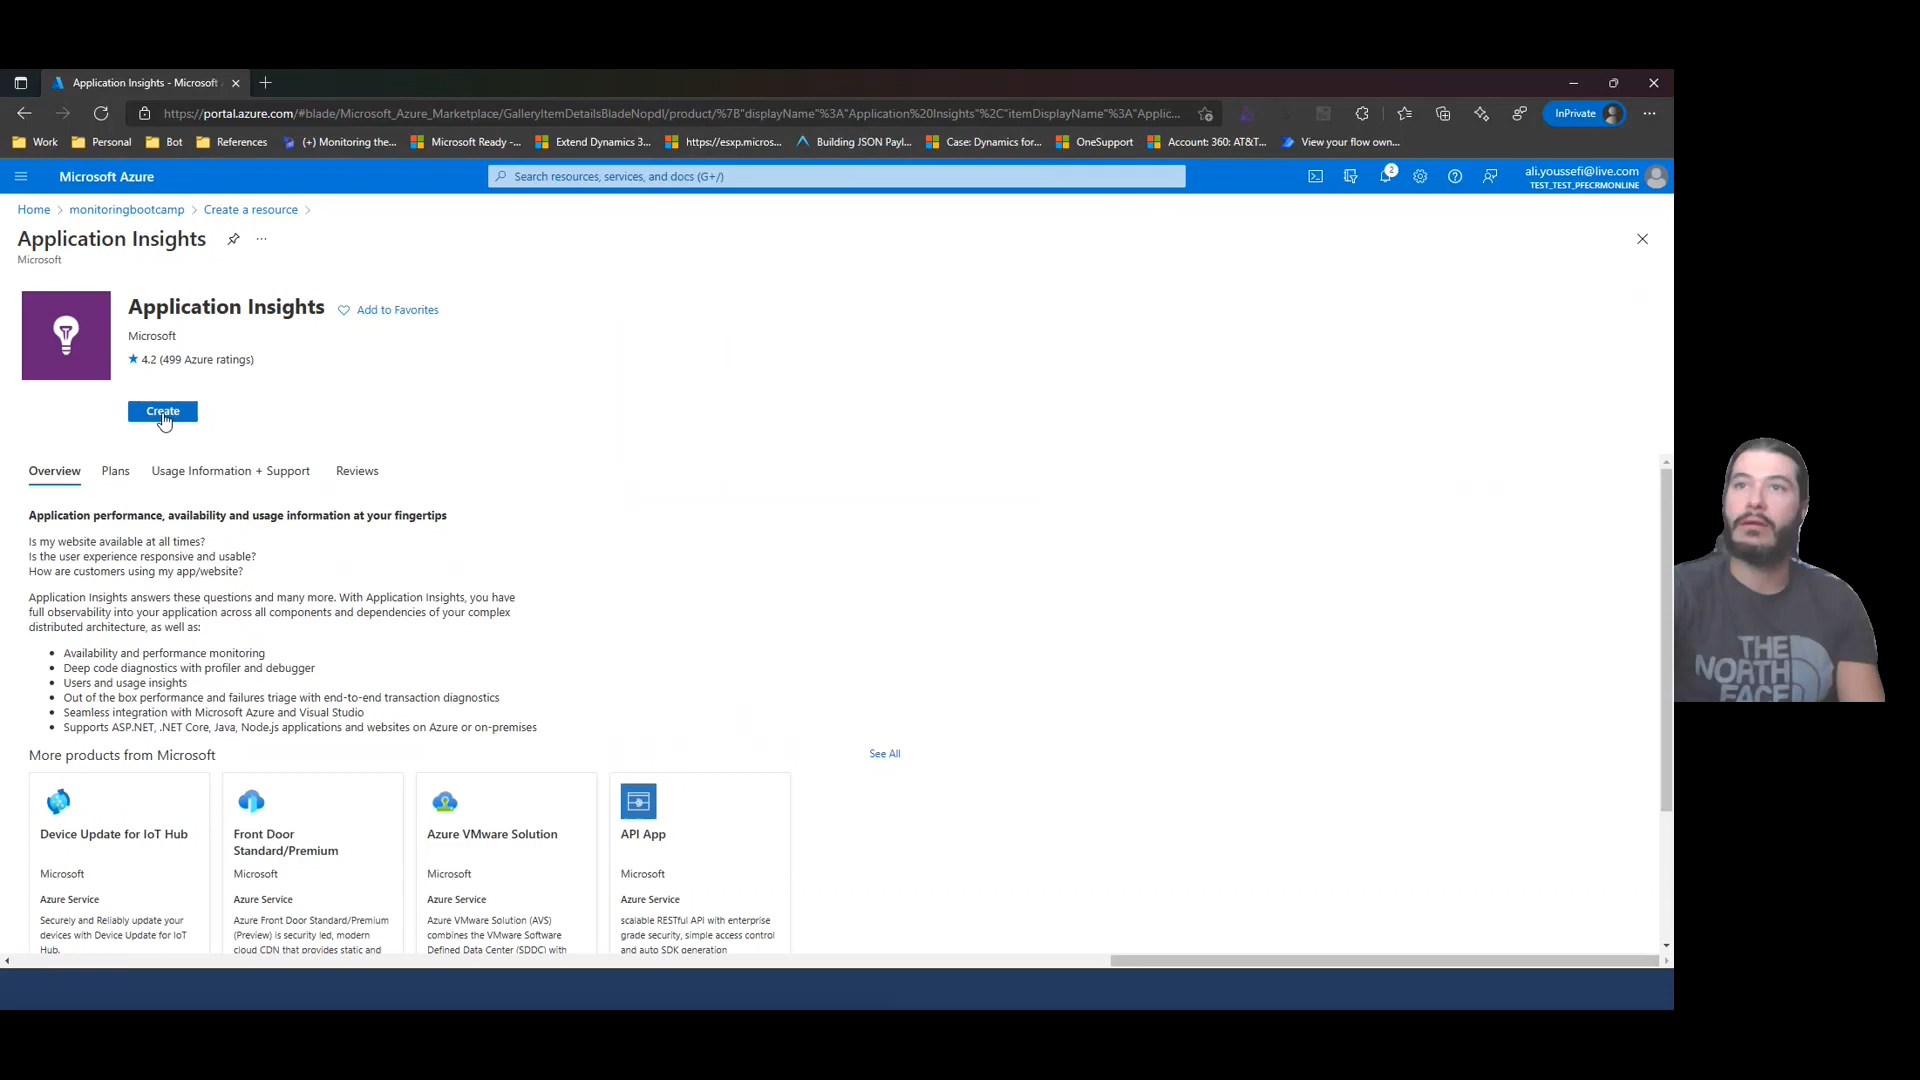 Application Insights - Microsoft
https://portal.azure.com/#blade/Microsoft_Azure_Marketplace/GalleryItemDetailsBladeNopdl/product/%7B"displayName"%3A"Application%20Insights"%2C"itemDisplayName"%3A"Applic...
InPrivate
Work
Personal
Bot
References
(+) Monitoring the...
Microsoft Ready -...
Extend Dynamics 3...
https://esxp.micros...
Building JSON Payl...
Case: Dynamics for...
OneSupport
Account: 360: AT&T...
View your flow own...
Microsoft Azure
Search resources, services, and docs (G+/)
2
ali.youssefi@live.com
TEST_TEST_PFECRMONLINE
Home > monitoringbootcamp > Create a resource >
Application Insights
Microsoft
Application Insights
Add to Favorites
Microsoft
4.2 (499 Azure ratings)
Create
Overview
Plans
Usage Information + Support
Reviews
Application performance, availability and usage information at your fingertips
Is my website available at all times?
Is the user experience responsive and usable?
How are customers using my app/website?
Application Insights answers these questions and many more. With Application Insights, you have
full observability into your application across all components and dependencies of your complex
distributed architecture, as well as:
• Availability and performance monitoring
• Deep code diagnostics with profiler and debugger
• Users and usage insights
• Out of the box performance and failures triage with end-to-end transaction diagnostics
• Seamless integration with Microsoft Azure and Visual Studio
• Supports ASP.NET, .NET Core, Java, Node.js applications and websites on Azure or on-premises
More products from Microsoft
See All
Device Update for IoT Hub
Microsoft
Azure Service
Securely and Reliably update your
devices with Device Update for IoT
Hub.
Front Door
Standard/Premium
Microsoft
Azure Service
Azure Front Door Standard/Premium
(Preview) is security led, modern
cloud CDN that provides static and
Azure VMware Solution
Microsoft
Azure Service
Azure VMware Solution (AVS)
combines the VMware Software
Defined Data Center (SDDC) with
API App
Microsoft
Azure Service
scalable RESTful API with enterprise
grade security, simple access control
and auto SDK generation
THE
NORTH
FACE